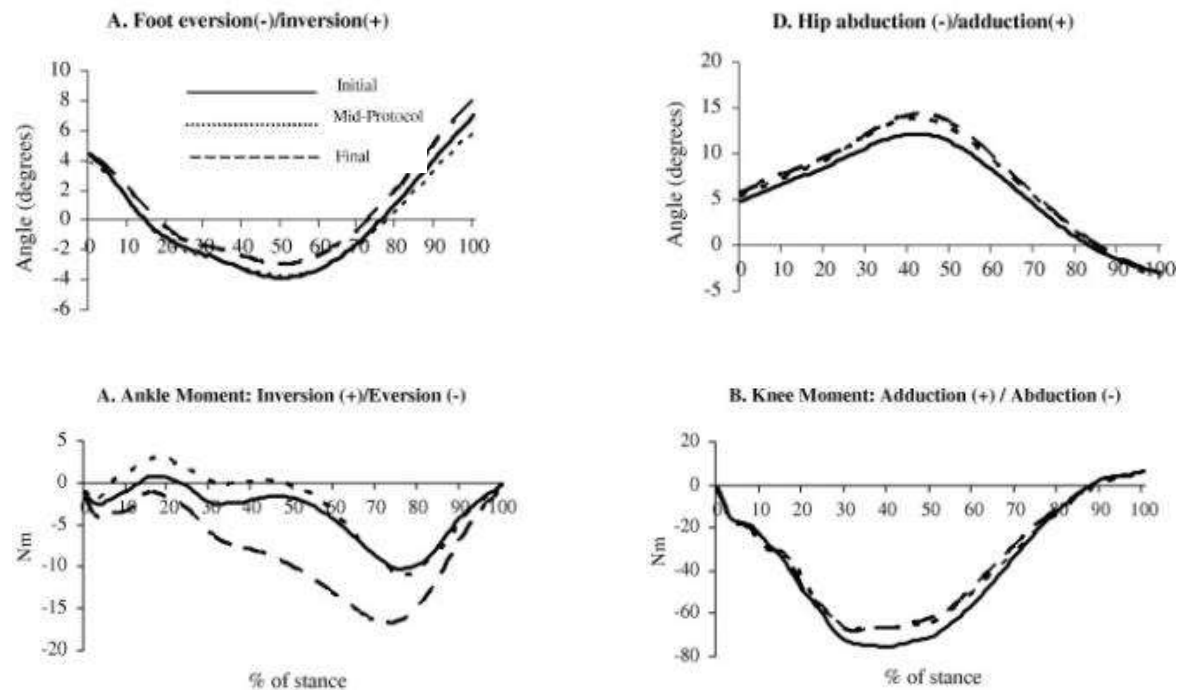 A. Foot eversion(-)/inversion(+)
10
8
6
4
2
0
-2
-4
-6
Angle (degrees)
Initial
Mid-Protocol
Final
0 10 20 30 40 50 60 70 80 90 100
D. Hip abduction (-)/adduction(+)
20
15
10
5
0
-5
Angle (degrees)
0 10 20 30 40 50 60 70 80 90 100
A. Ankle Moment: Inversion (+)/Eversion (-)
5
0
-5
-10
-15
-20
Nm
0 10 20 30 40 50 60 70 80 90 100
% of stance
B. Knee Moment: Adduction (+) / Abduction (-)
20
0
-20
-40
-60
-80
Nm
0 10 20 30 40 50 60 70 80 90 100
% of stance